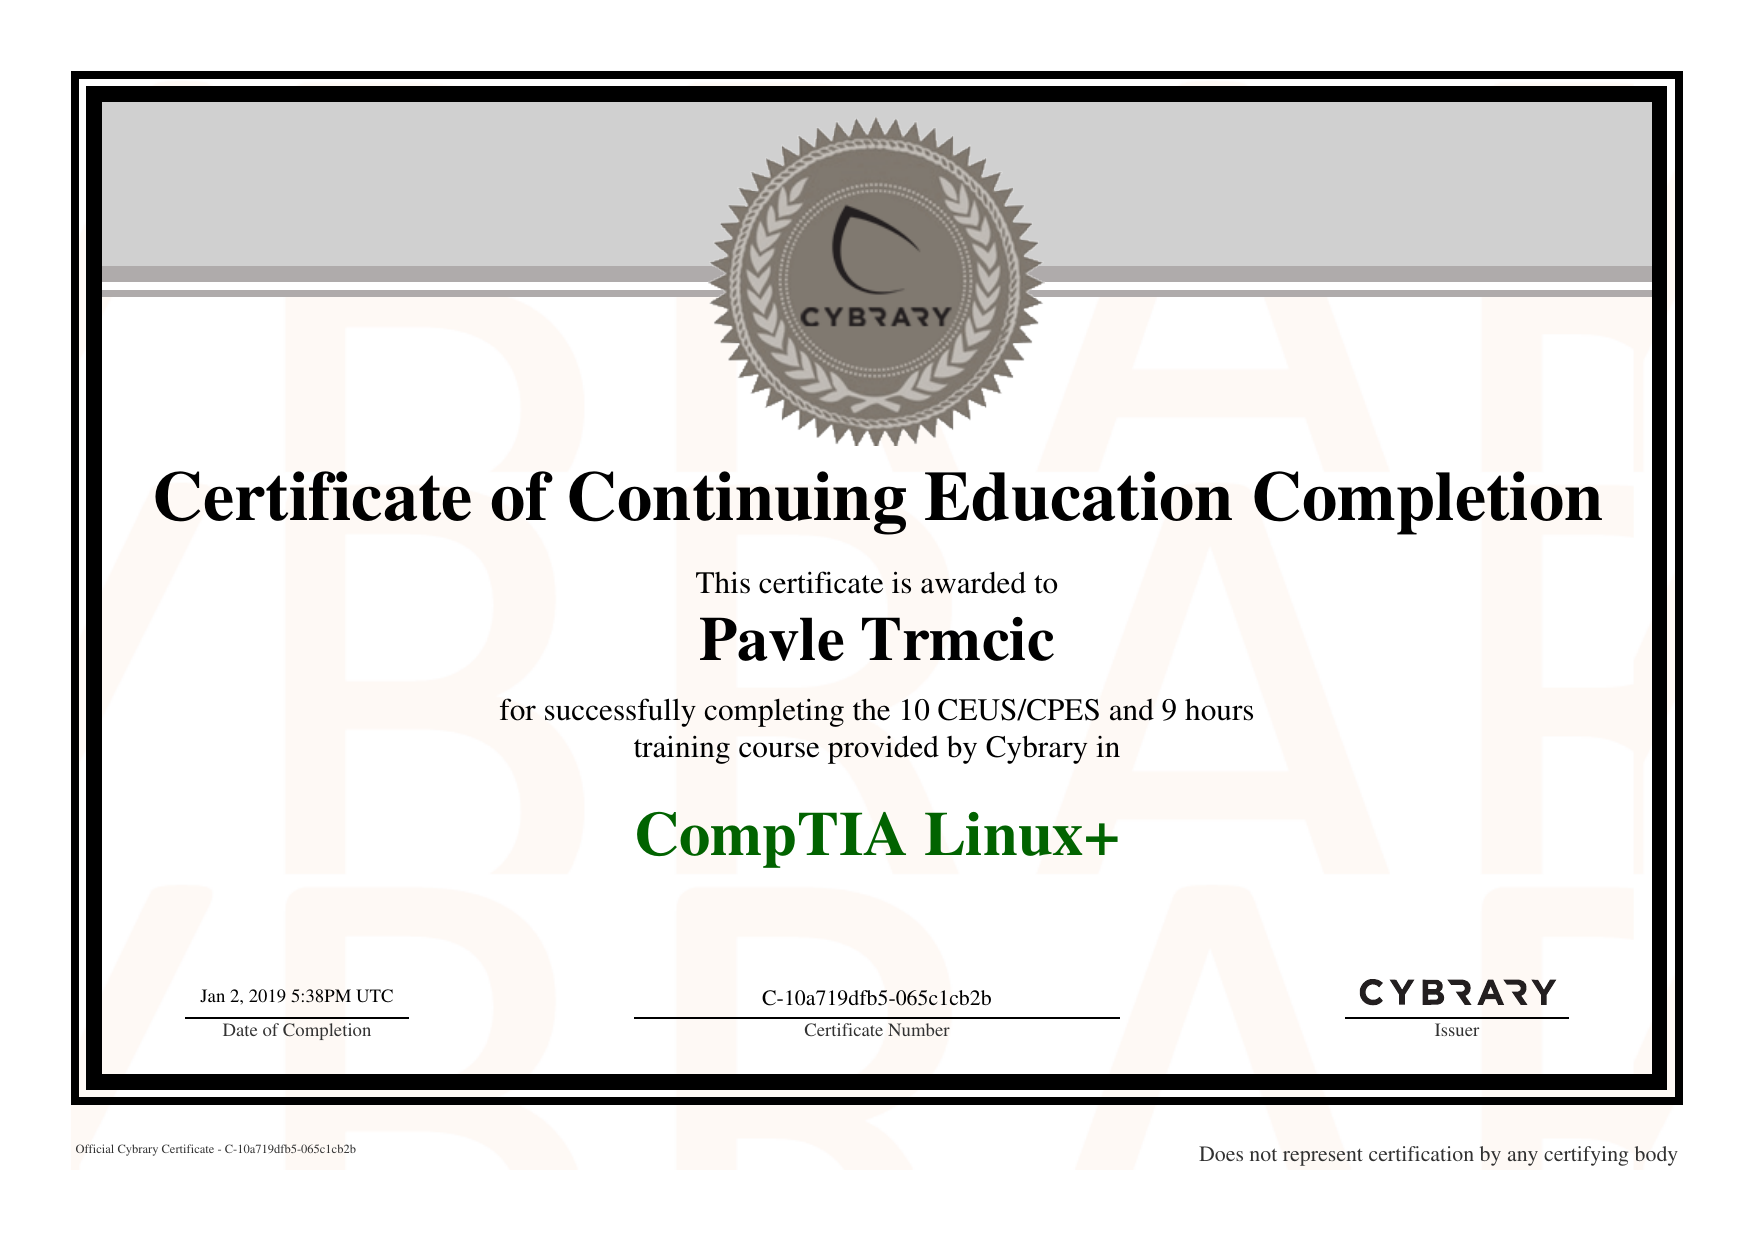 CYBRARY
Certificate of Continuing Education Completion
This certificate is awarded to
Pavle Trmcic
for successfully completing the 10 CEUS/CPES and 9 hours
training course provided by Cybrary in
CompTIA Linux+
Jan 2, 2019 5:38PM UTC
Date of Completion
C-10a719dfb5-065c1cb2b
Certificate Number
CYBRARY
Issuer
Official Cybrary Certificate - C-10a719dfb5-065c1cb2b
Does not represent certification by any certifying body